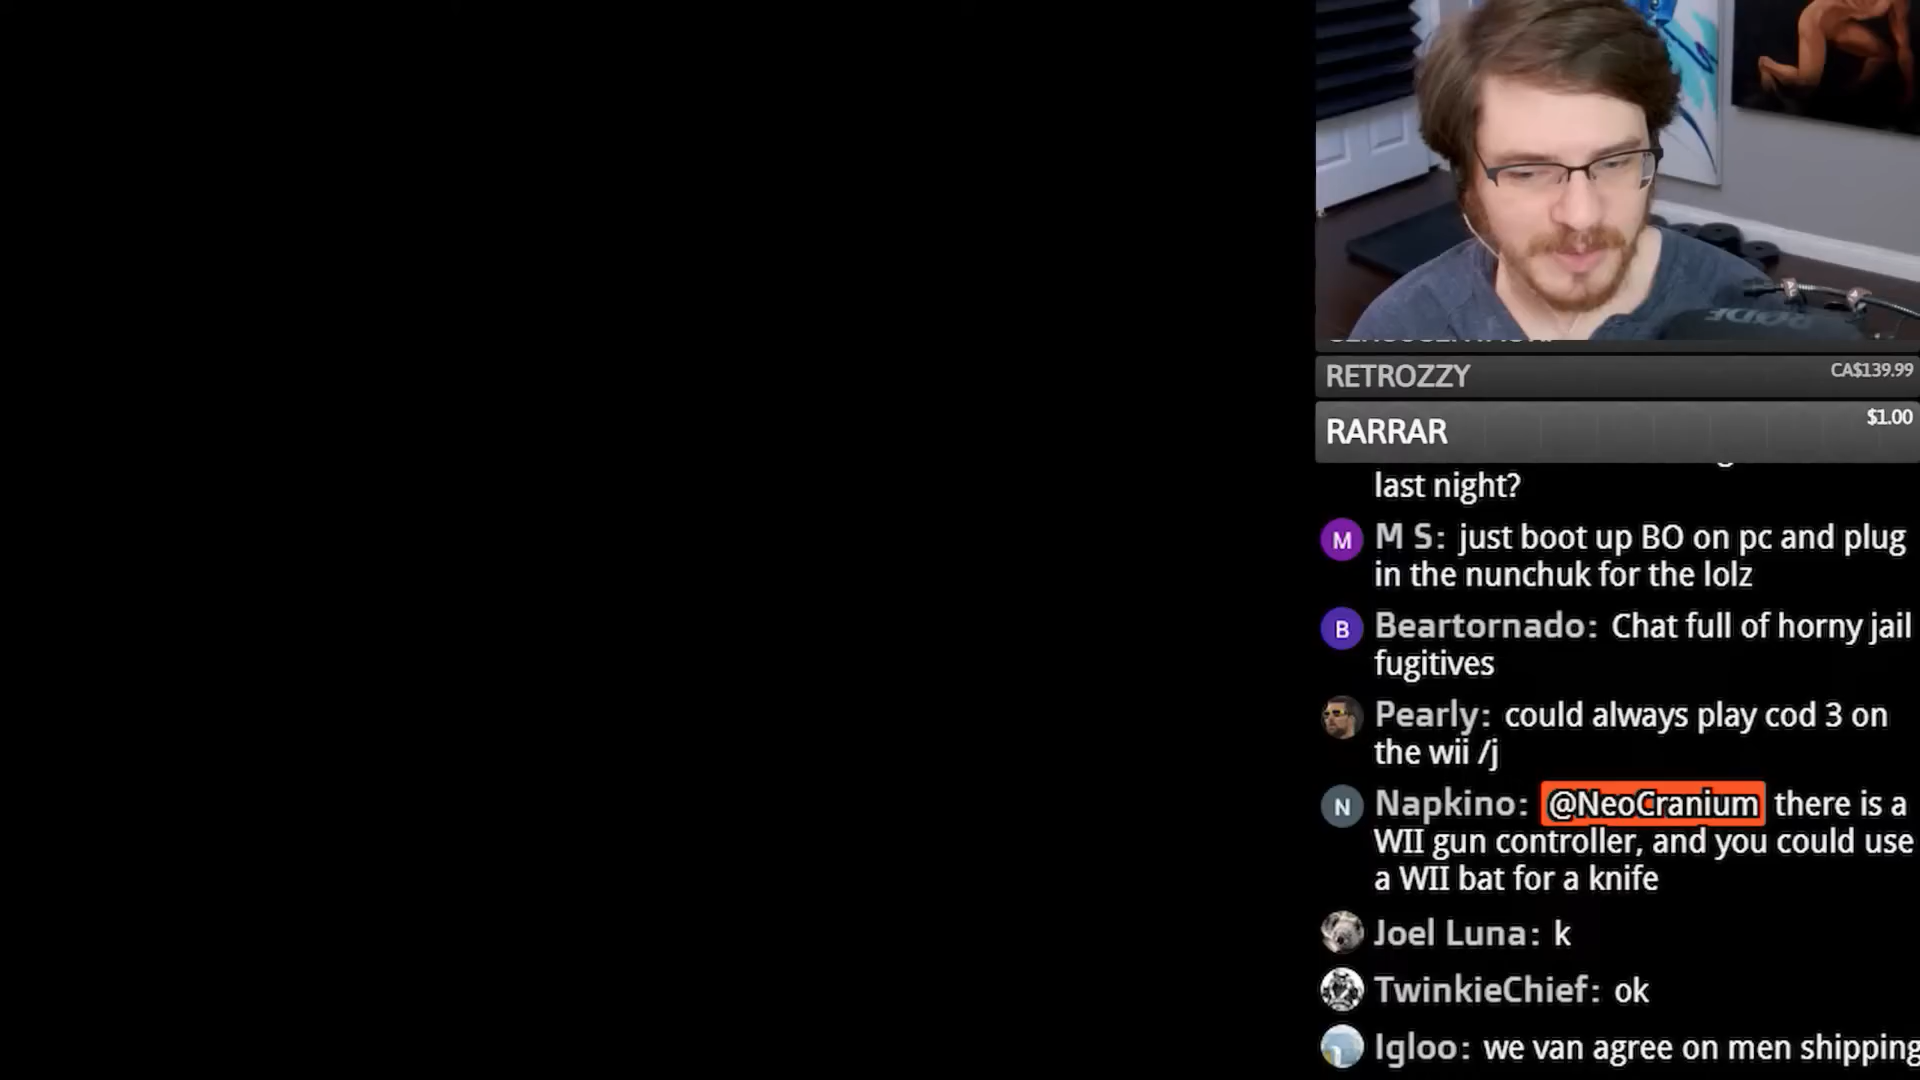 RODE
RETROZZY CA$139.99
RARRAR $1.00
last night?
M S: just boot up BO on pc and plug
in the nunchuk for the lolz
Beartornado: Chat full of horny jail
fugitives
Pearly: could always play cod 3 on
the wii /j
Napkino: @NeoCranium there is a
WII gun controller, and you could use
a WII bat for a knife
Joel Luna: k
TwinkieChief: ok
Igloo: we van agree on men shipping